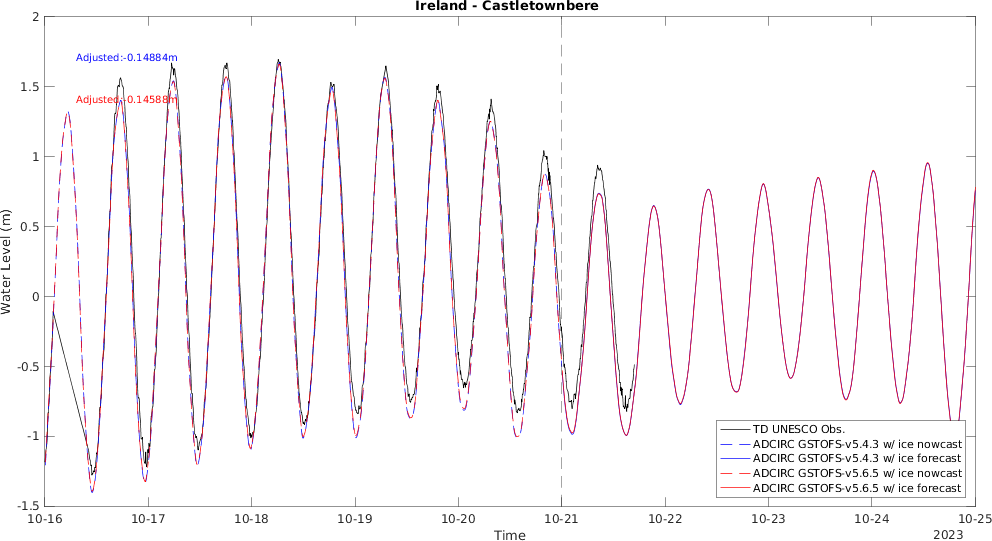 Ireland - Castletownbere
Adjusted:-0.14884m
Adjusted:-0.14588m
Water Level (m)
2
1.5
1
0.5
0
-0.5
-1
-1.5
10-16 10-17 10-18 10-19 10-20 10-21 10-22 10-23 10-24 10-25
Time
2023
TD UNESCO Obs.
ADCIRC GSTOFS-v5.4.3 w/ ice nowcast
ADCIRC GSTOFS-v5.4.3 w/ ice forecast
ADCIRC GSTOFS-v5.6.5 w/ ice nowcast
ADCIRC GSTOFS-v5.6.5 w/ ice forecast